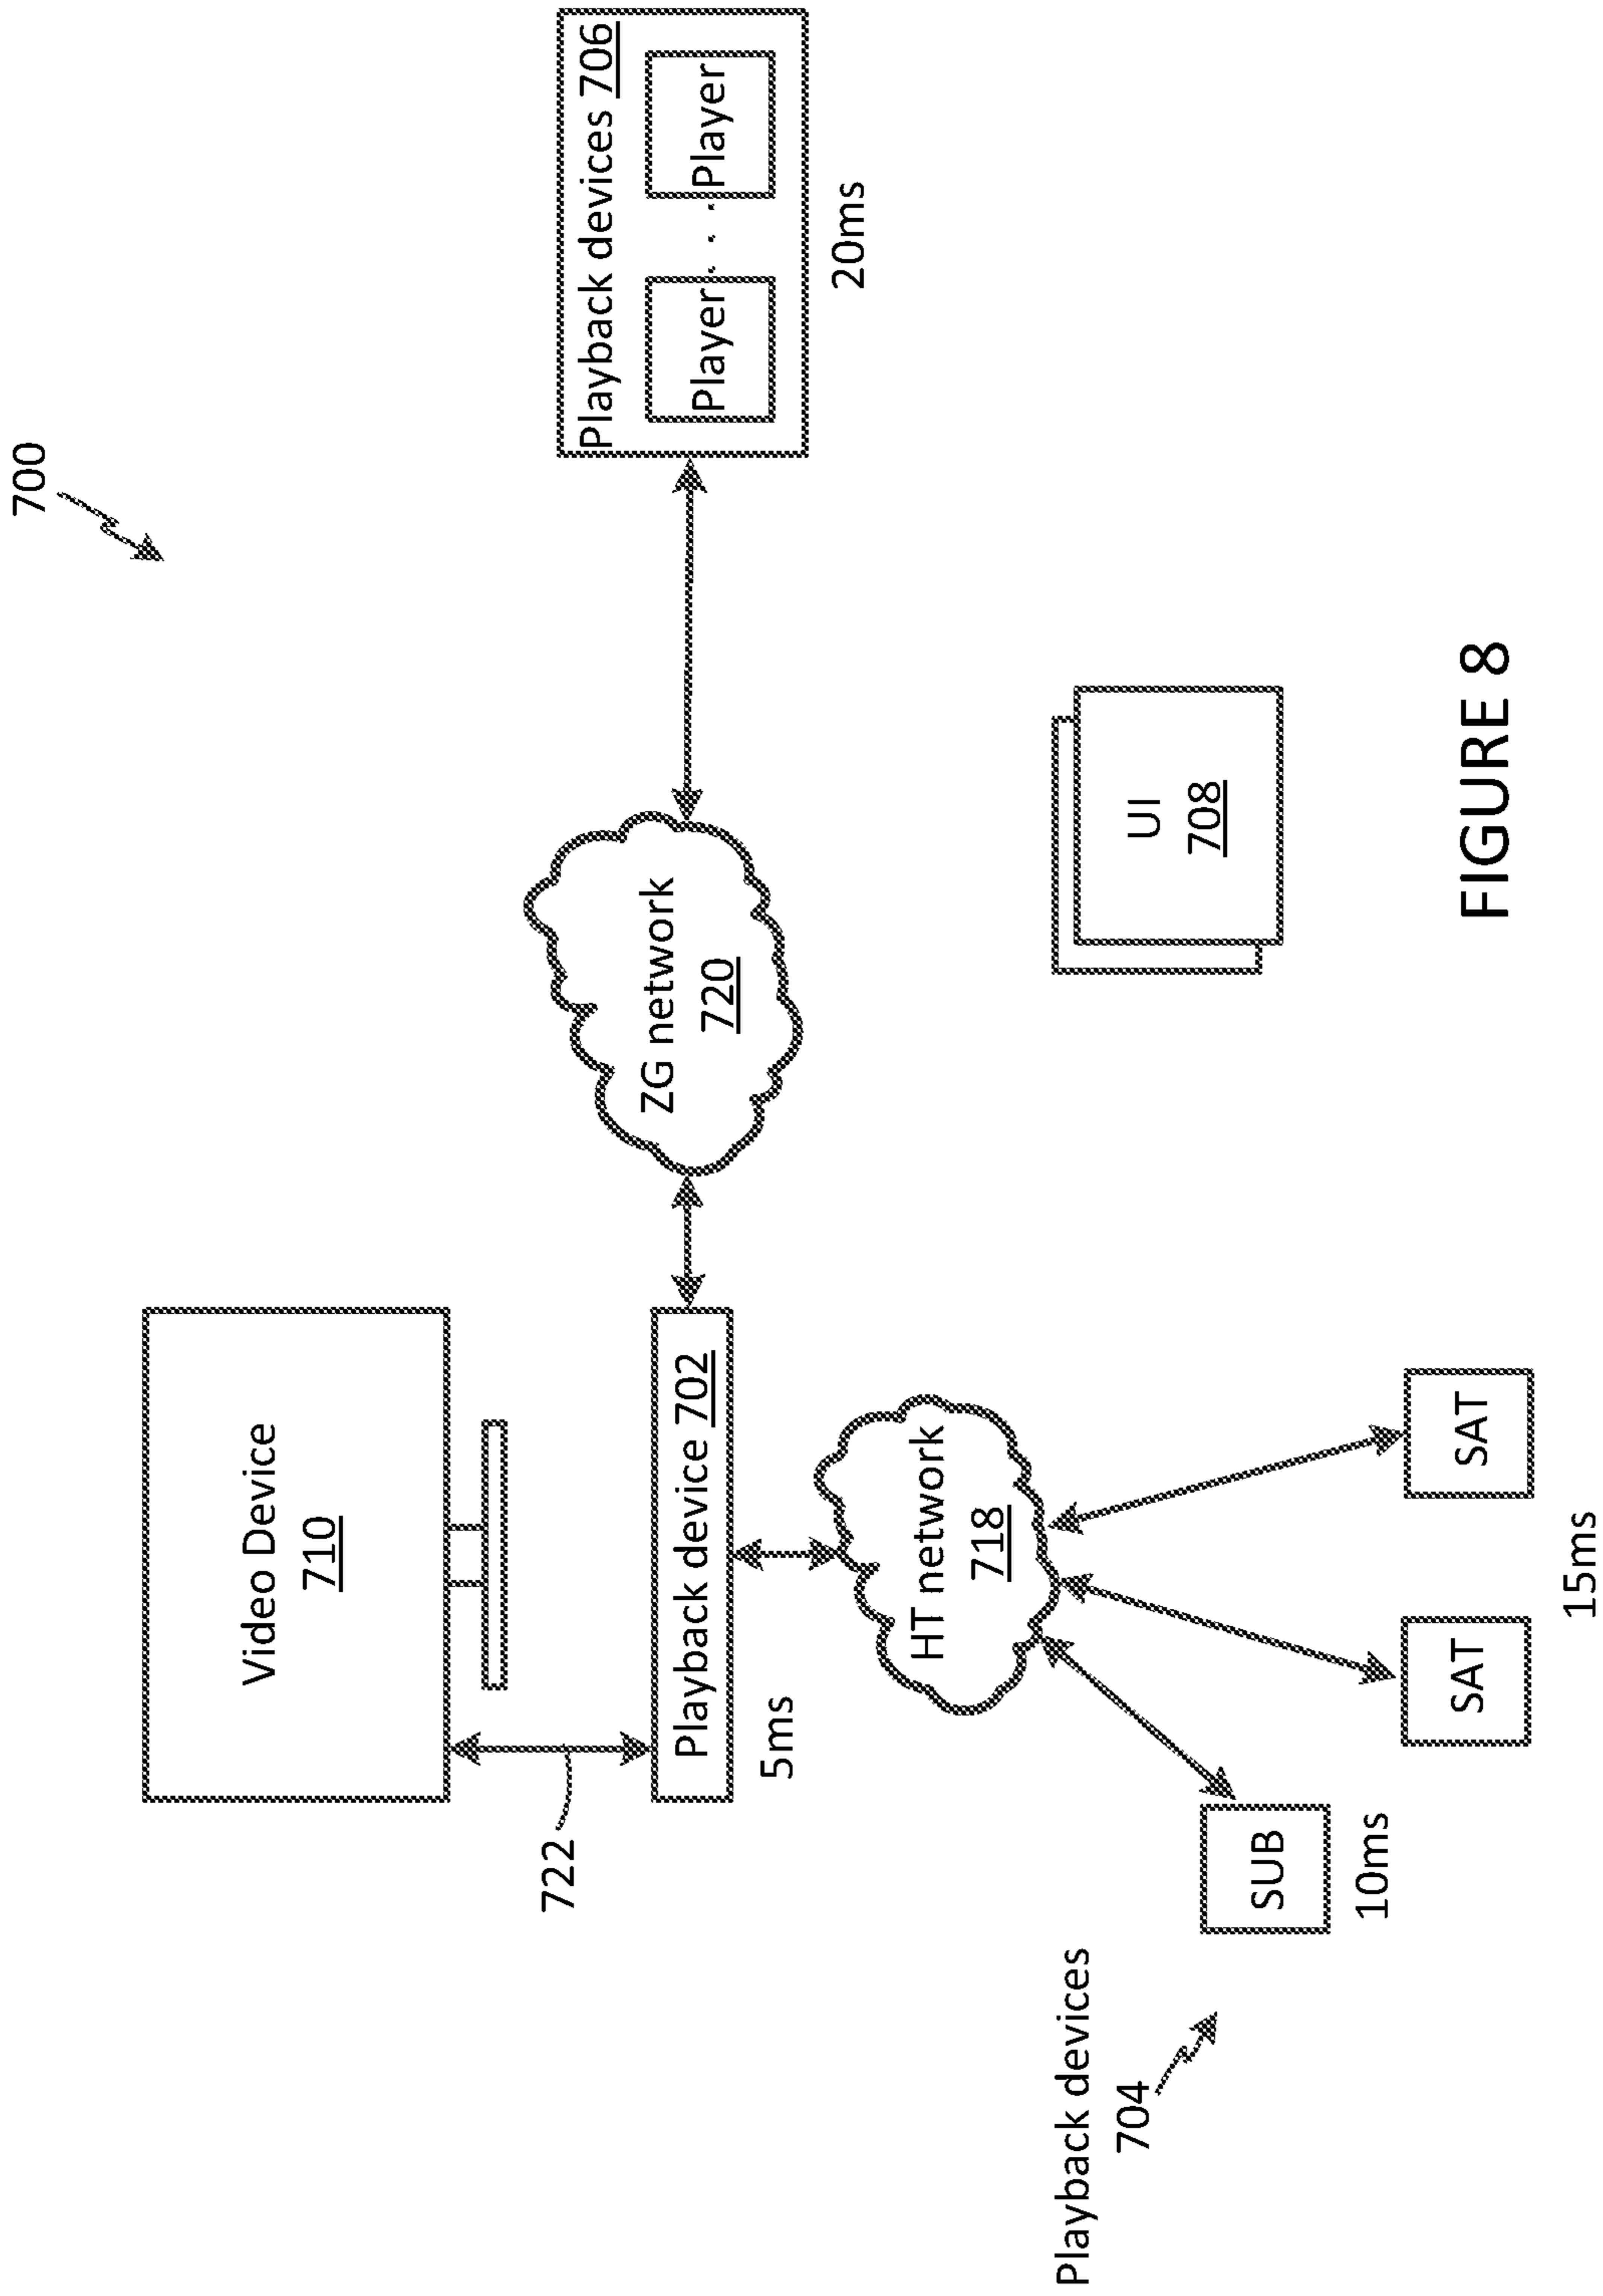 700
Video Device
710
722
Playback device 702
5ms
ZG network
720
Playback devices 706
Player
. . .
Player
20ms
HT network
718
Playback devices
704
SUB
10ms
SAT
SAT
15ms
UI
708
FIGURE 8